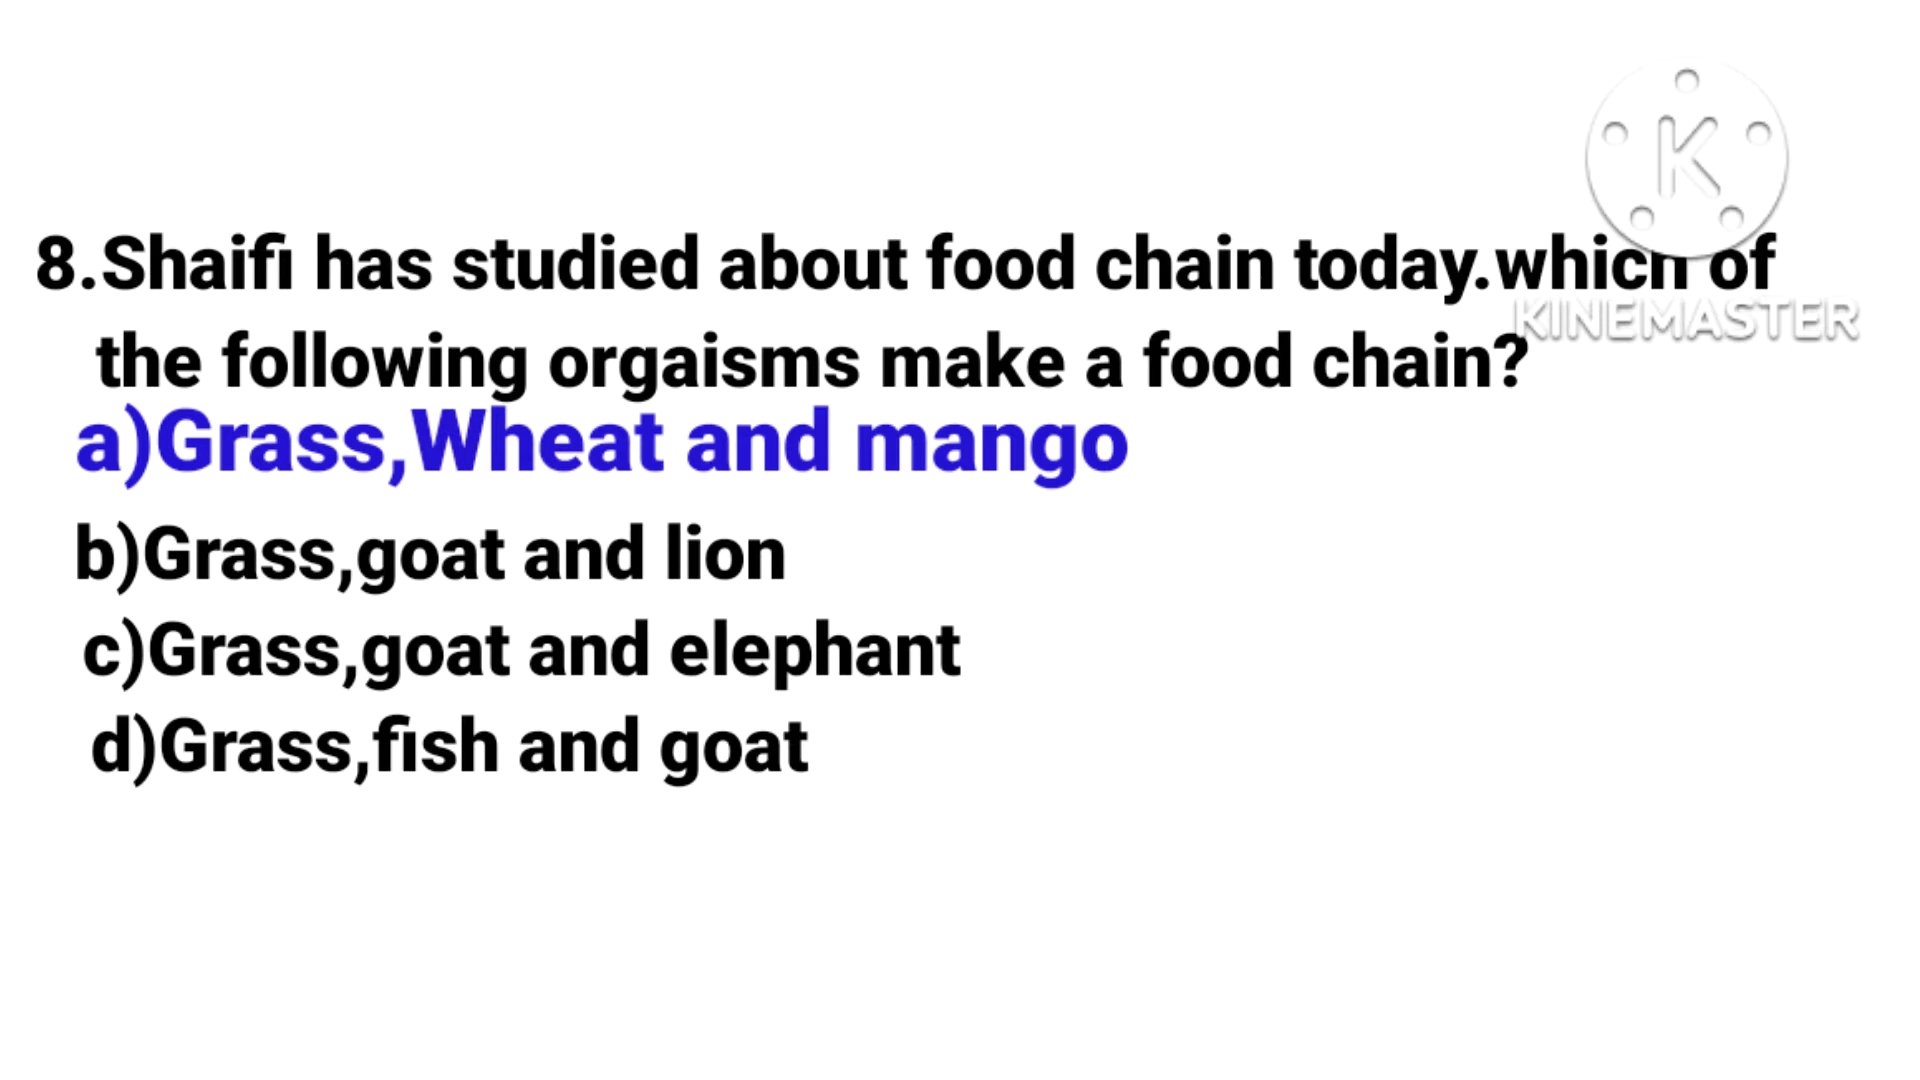 K
KINEMASTER
8.Shaifi has studied about food chain today.which of
the following orgaisms make a food chain?
a)Grass,Wheat and mango
b)Grass,goat and lion
c)Grass,goat and elephant
d)Grass,fish and goat